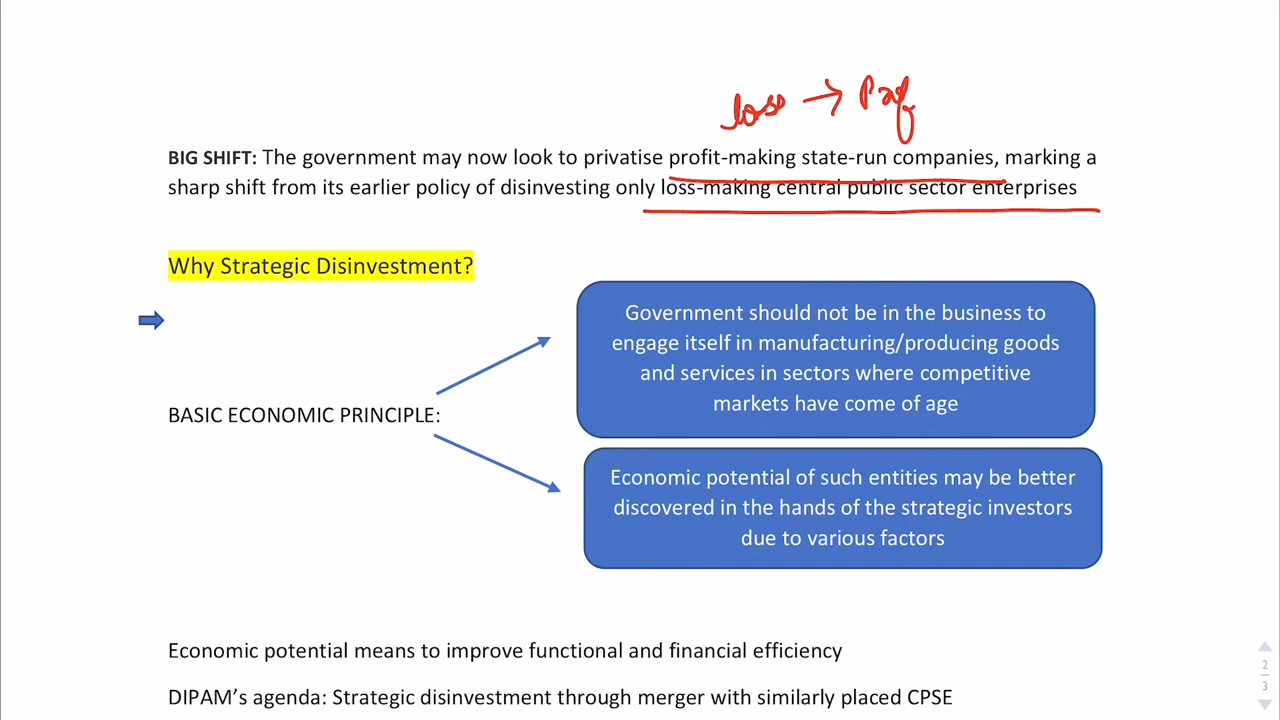 loss → Prof
BIG SHIFT: The government may now look to privatise profit-making state-run companies, marking a
sharp shift from its earlier policy of disinvesting only loss-making central public sector enterprises
Why Strategic Disinvestment?
Government should not be in the business to
engage itself in manufacturing/producing goods
and services in sectors where competitive
markets have come of age
BASIC ECONOMIC PRINCIPLE:
Economic potential of such entities may be better
discovered in the hands of the strategic investors
due to various factors
Economic potential means to improve functional and financial efficiency
DIPAM’s agenda: Strategic disinvestment through merger with similarly placed CPSE
2
3